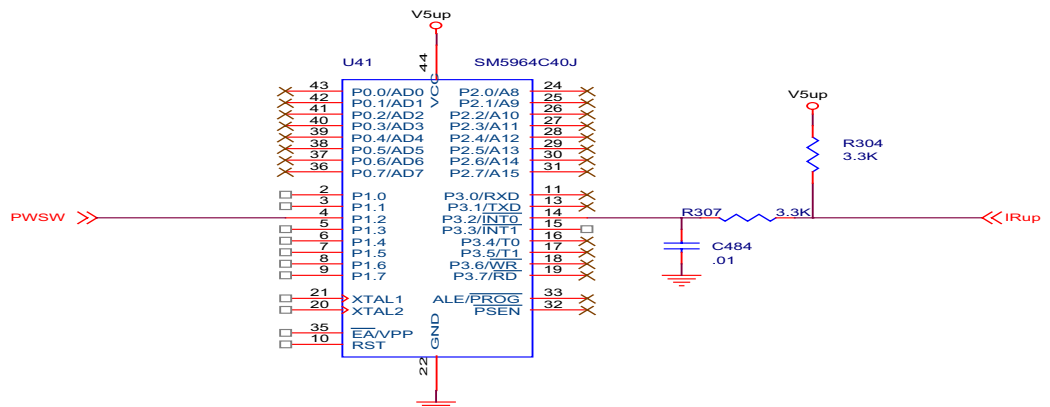 V5up
U41 SM5964C40J
44
VCC
43 P0.0/AD0 P2.0/A8 24
42 P0.1/AD1 P2.1/A9 25
41 P0.2/AD2 P2.2/A10 26
40 P0.3/AD3 P2.3/A11 27
39 P0.4/AD4 P2.4/A12 28
38 P0.5/AD5 P2.5/A13 29
37 P0.6/AD6 P2.6/A14 30
36 P0.7/AD7 P2.7/A15 31
V5up
R304
3.3K
2 P1.0 P3.0/RXD 11
3 P1.1 P3.1/TXD 13
PWSW 4 P1.2 P3.2/INT0 14 R307 3.3K IRup
5 P1.3 P3.3/INT1 15
6 P1.4 P3.4/T0 16
7 P1.5 P3.5/T1 17
8 P1.6 P3.6/WR 18
9 P1.7 P3.7/RD 19
C484
.01
21 XTAL1 ALE/PROG 33
20 XTAL2 PSEN 32
35 EA/VPP
10 RST
GND
22